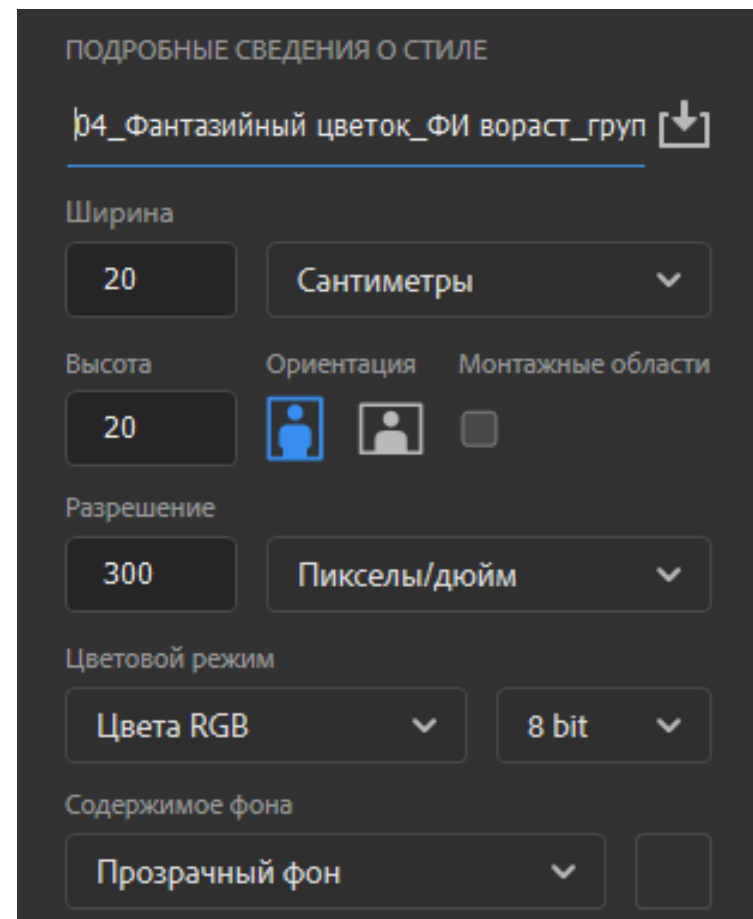 ПОДРОБНЫЕ СВЕДЕНИЯ О СТИЛЕ
04_Фантазийный цветок_ФИ вораст_груп
Ширина
20 Сантиметры
Высота Ориентация Монтажные области
20
Разрешение
300 Пикселы/дюйм
Цветовой режим
Цвета RGB 8 bit
Содержимое фона
Прозрачный фон